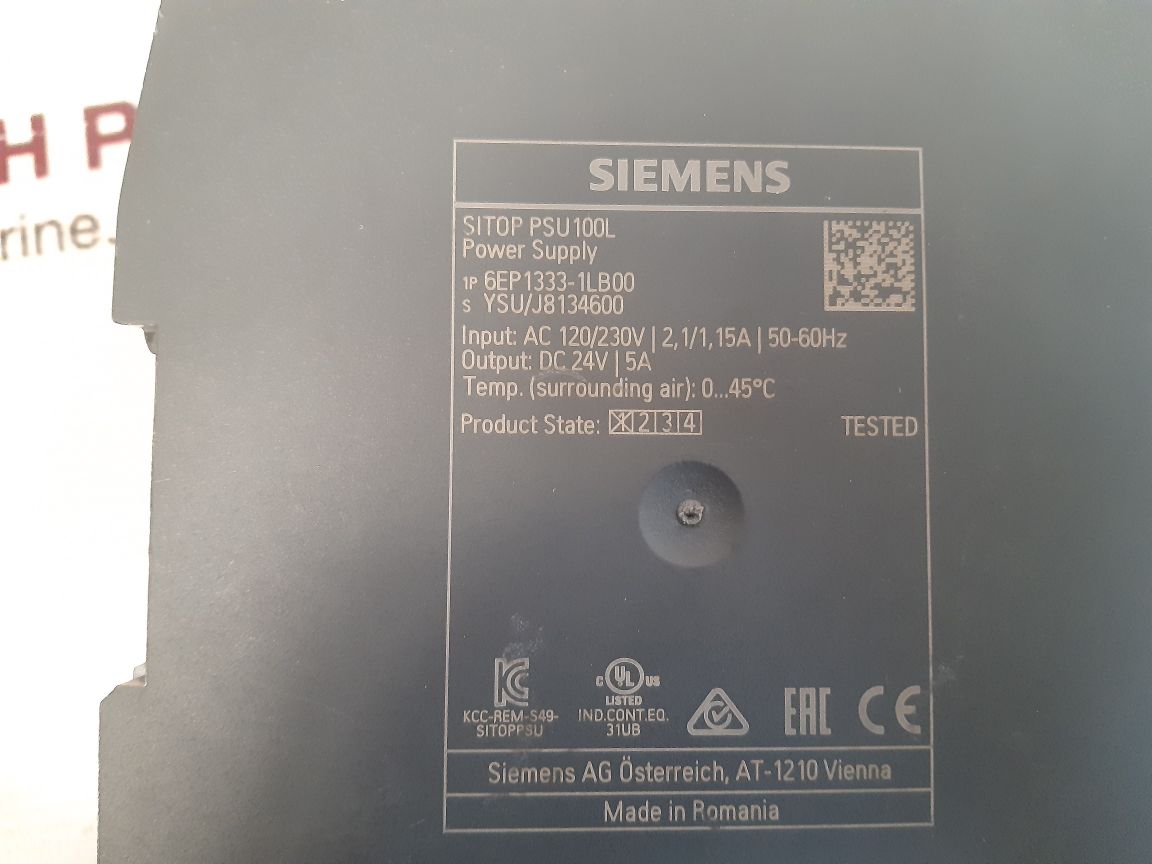 H P
rine.
SIEMENS
SITOP PSU100L
Power Supply
1P 6EP1333-1LB00
S YSU/J8134600
Input: AC 120/230V | 2,1/1,15A | 50-60Hz
Output: DC 24V | 5A
Temp. (surrounding air): 0...45°C
Product State: X 2 3 4
TESTED
C UL US
LISTED
KCC-REM-S49-
SITOPPSU
IND.CONT.EQ.
31UB
EAC
CE
Siemens AG Österreich, AT-1210 Vienna
Made in Romania